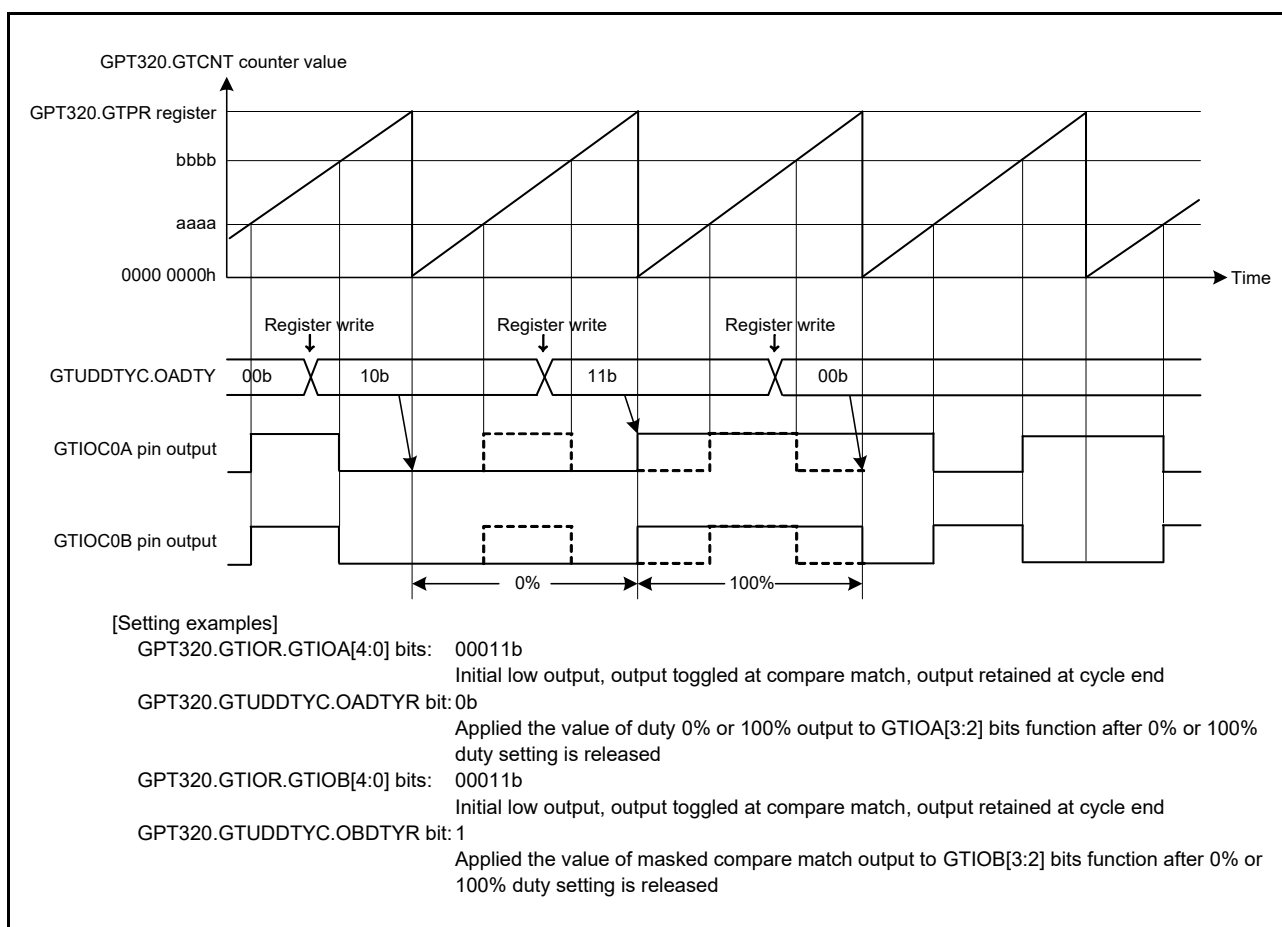 GPT320.GTCNT counter value
GPT320.GTPR register
bbbb
aaaa
0000 0000h
Time
Register write
Register write
Register write
GTUDDTYC.OADTY
00b
10b
11b
00b
GTIOC0A pin output
GTIOC0B pin output
0%
100%
[Setting examples]
GPT320.GTIOR.GTIOA[4:0] bits: 00011b
Initial low output, output toggled at compare match, output retained at cycle end
GPT320.GTUDDTYC.OADTYR bit: 0b
Applied the value of duty 0% or 100% output to GTIOA[3:2] bits function after 0% or 100%
duty setting is released
GPT320.GTIOR.GTIOB[4:0] bits: 00011b
Initial low output, output toggled at compare match, output retained at cycle end
GPT320.GTUDDTYC.OBDTYR bit: 1
Applied the value of masked compare match output to GTIOB[3:2] bits function after 0% or
100% duty setting is released